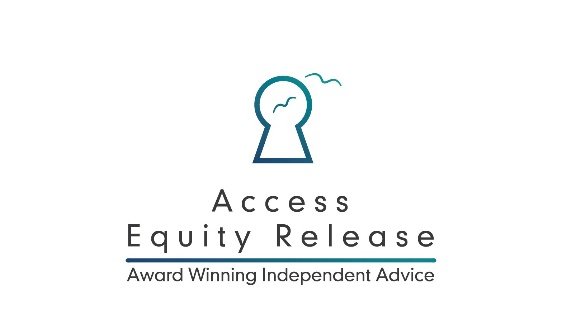 Access
Equity Release
Award Winning Independent Advice